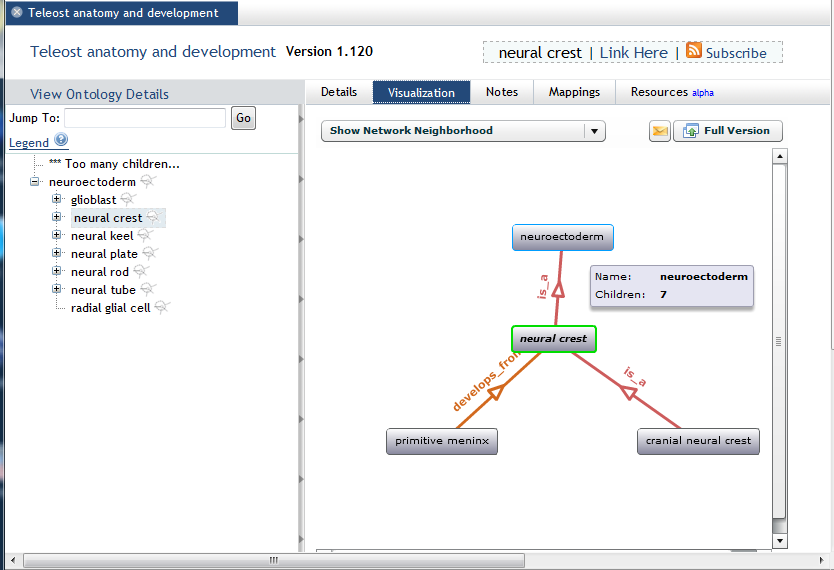 Teleost anatomy and development
Teleost anatomy and development Version 1.120
neural crest | Link Here | Subscribe
View Ontology Details
Details Visualization Notes Mappings Resources alpha
Jump To: Go
Legend ?
*** Too many children...
neuroectoderm
glioblast
neural crest
neural keel
neural plate
neural rod
neural tube
radial glial cell
Show Network Neighborhood
Full Version
neuroectoderm
Name: neuroectoderm
Children: 7
is_a
neural crest
develops_from
is_a
primitive meninx
cranial neural crest